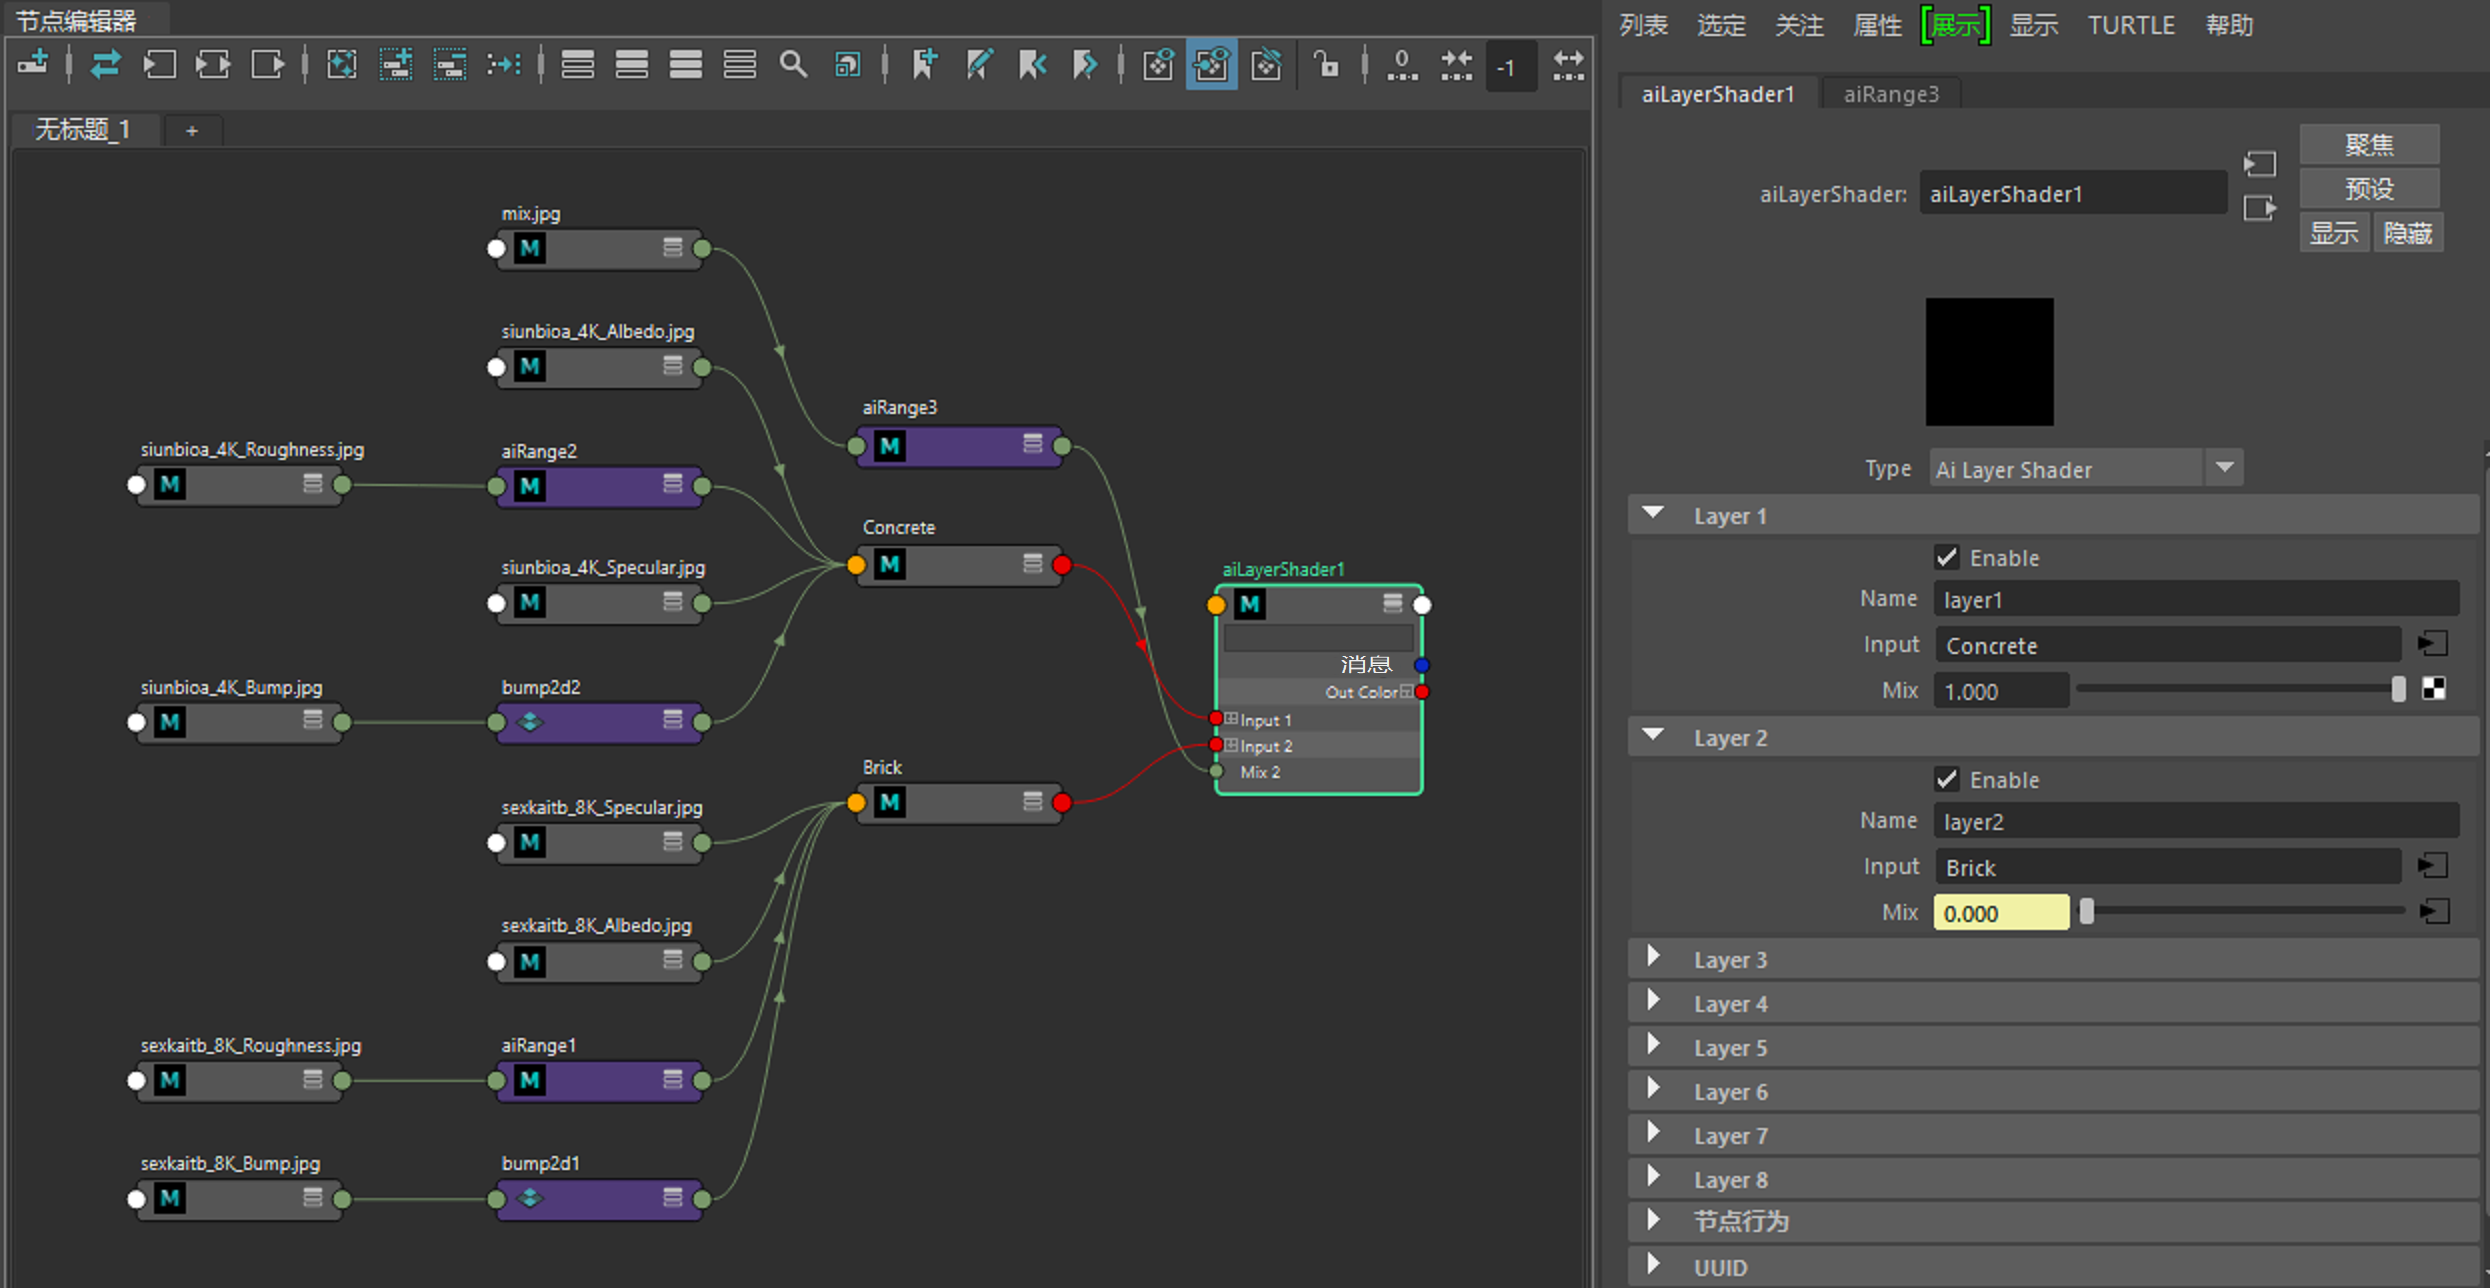 节点编辑器
-1
无标题_1
+
mix.jpg
siunbioa_4K_Albedo.jpg
siunbioa_4K_Roughness.jpg
aiRange2
siunbioa_4K_Specular.jpg
siunbioa_4K_Bump.jpg
bump2d2
sexkaitb_8K_Specular.jpg
sexkaitb_8K_Albedo.jpg
sexkaitb_8K_Roughness.jpg
aiRange1
sexkaitb_8K_Bump.jpg
bump2d1
aiRange3
Concrete
Brick
aiLayerShader1
消息
Out Color
Input 1
Input 2
Mix 2
列表 选定 关注 属性 [展示] 显示 TURTLE 帮助
aiLayerShader1 aiRange3
聚焦
aiLayerShader: aiLayerShader1
预设
显示 隐藏
Type Ai Layer Shader
Layer 1
Enable
Name layer1
Input Concrete
Mix 1.000
Layer 2
Enable
Name layer2
Input Brick
Mix 0.000
Layer 3
Layer 4
Layer 5
Layer 6
Layer 7
Layer 8
节点行为
UUID